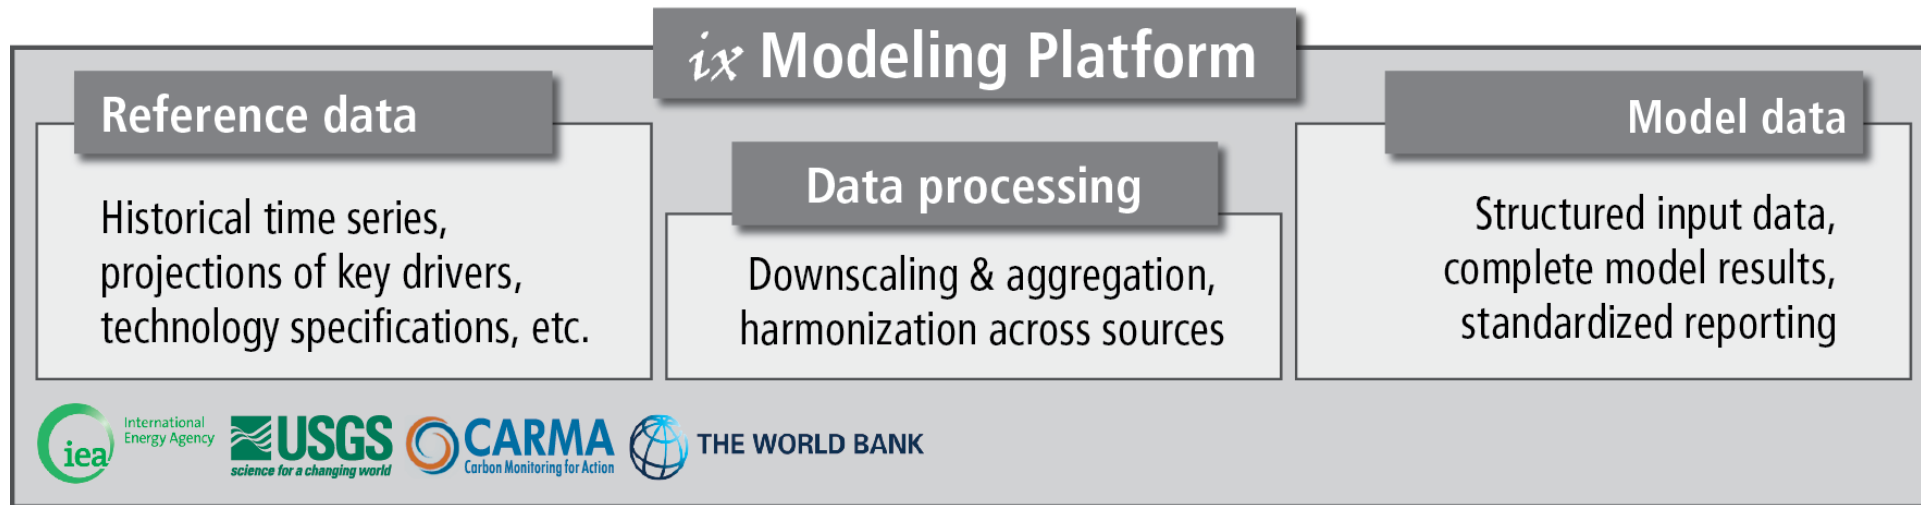 ix Modeling Platform
Reference data
Historical time series,
projections of key drivers,
technology specifications, etc.
Data processing
Downscaling & aggregation,
harmonization across sources
Model data
Structured input data,
complete model results,
standardized reporting
iea
International
Energy Agency
USGS
science for a changing world
CARMA
Carbon Monitoring for Action
THE WORLD BANK